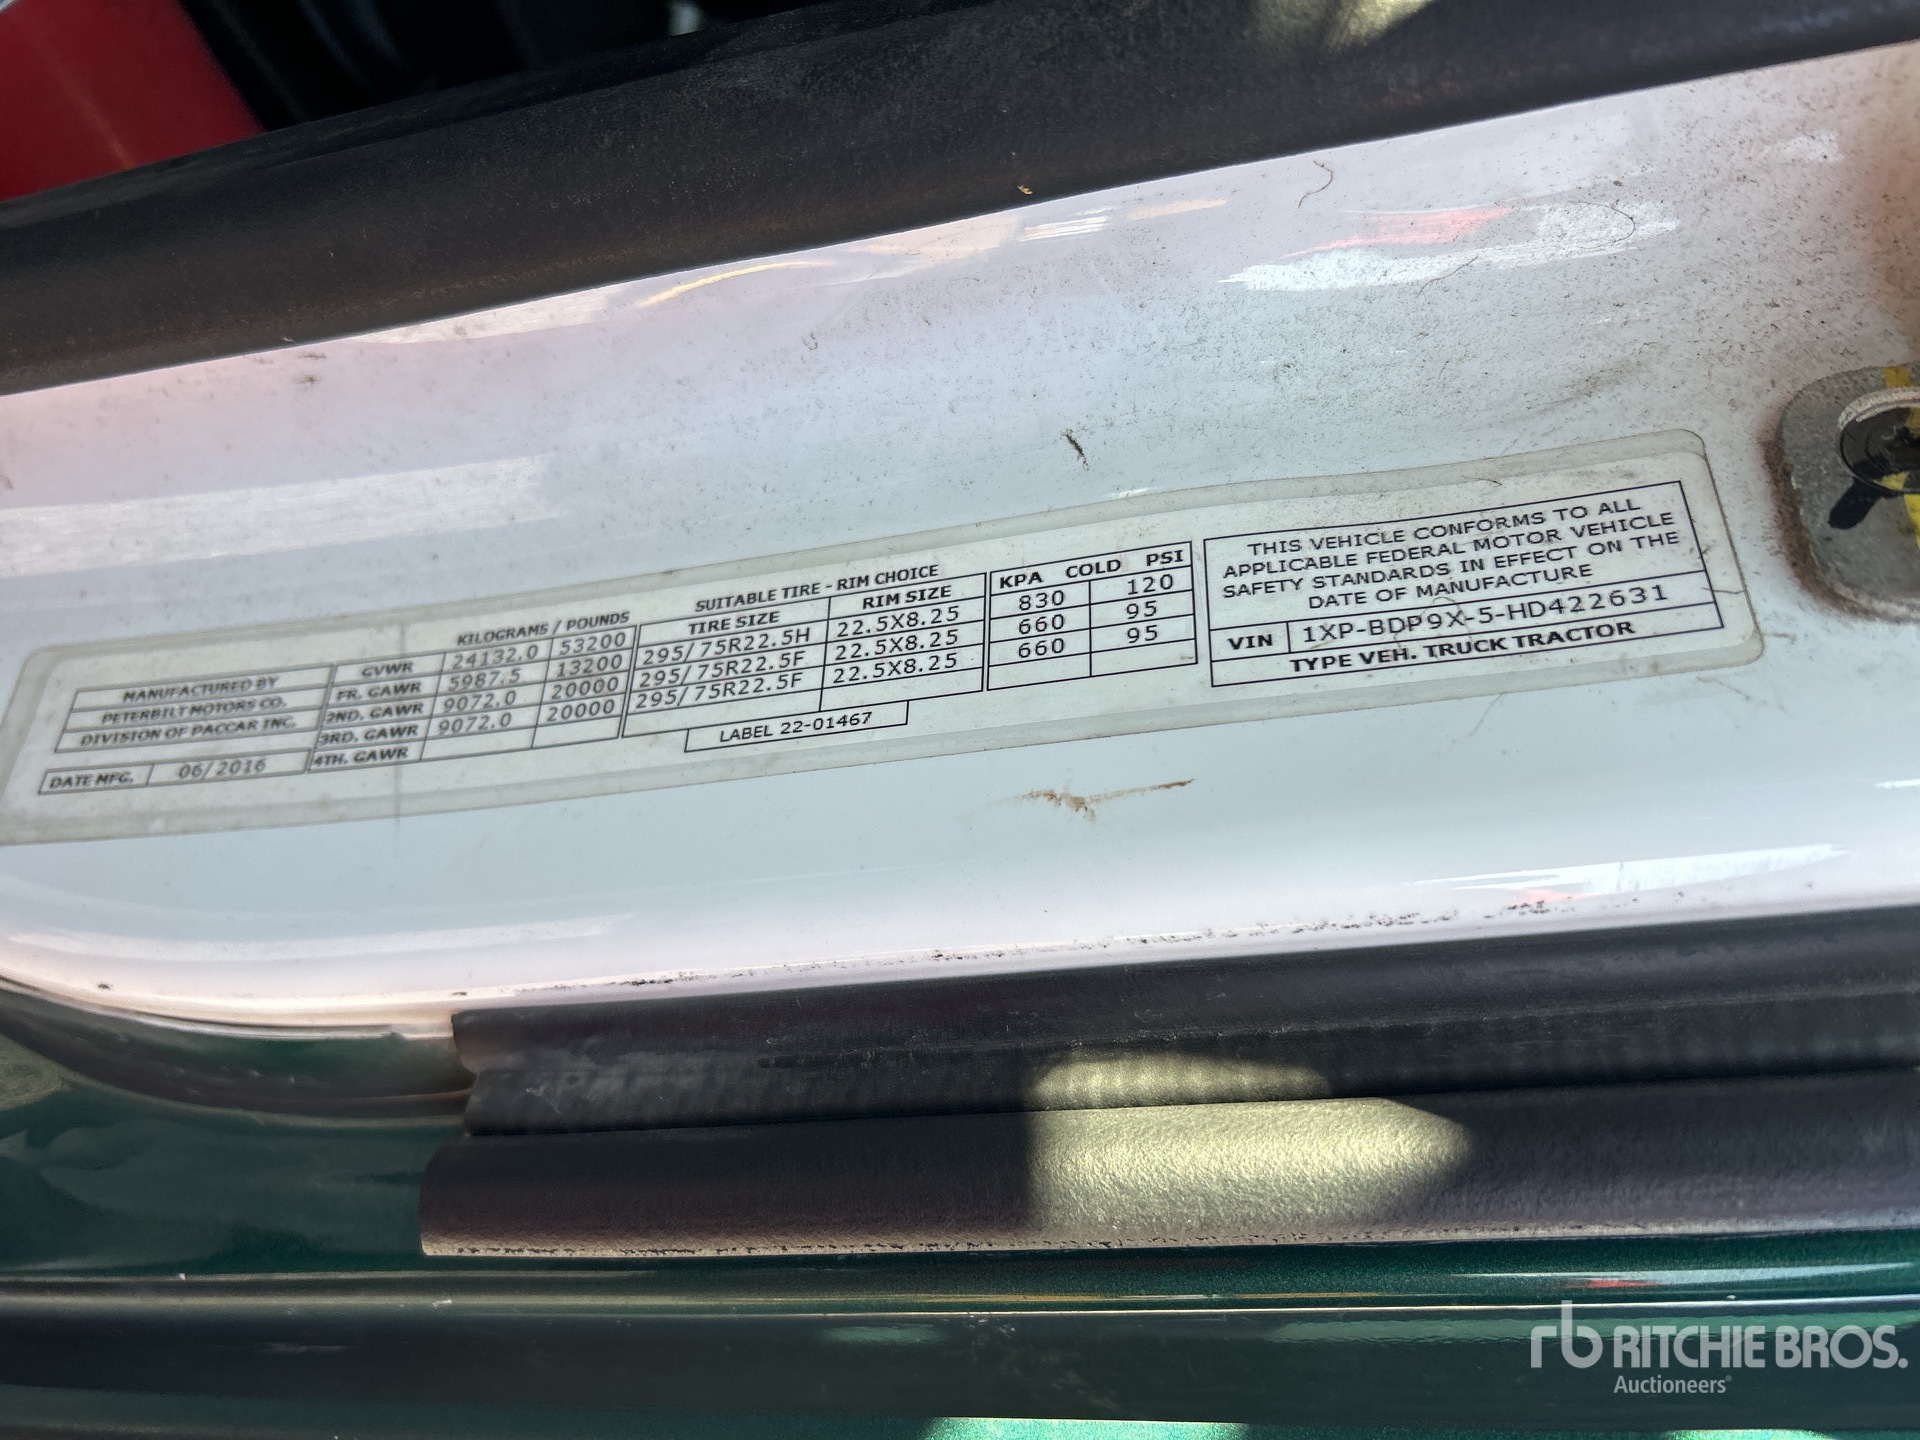 KILOGRAMS / POUNDS SUITABLE TIRE - RIM CHOICE
MANUFACTURED BY
PETERBILT MOTORS CO.
DIVISION OF PACCAR INC.
DATE MFG. 06/2016
GVWR 24132.0 53200 TIRE SIZE RIM SIZE KPA COLD PSI
FR. GAWR 5987.5 13200 295/75R22.5H 22.5X8.25 830 120
2ND. GAWR 9072.0 20000 295/75R22.5F 22.5X8.25 660 95
3RD. GAWR 9072.0 20000 295/75R22.5F 22.5X8.25 660 95
4TH. GAWR
LABEL 22-01467
THIS VEHICLE CONFORMS TO ALL
APPLICABLE FEDERAL MOTOR VEHICLE
SAFETY STANDARDS IN EFFECT ON THE
DATE OF MANUFACTURE
VIN 1XP-BDP9X-5-HD422631
TYPE VEH. TRUCK TRACTOR
rb RITCHIE BROS.
Auctioneers